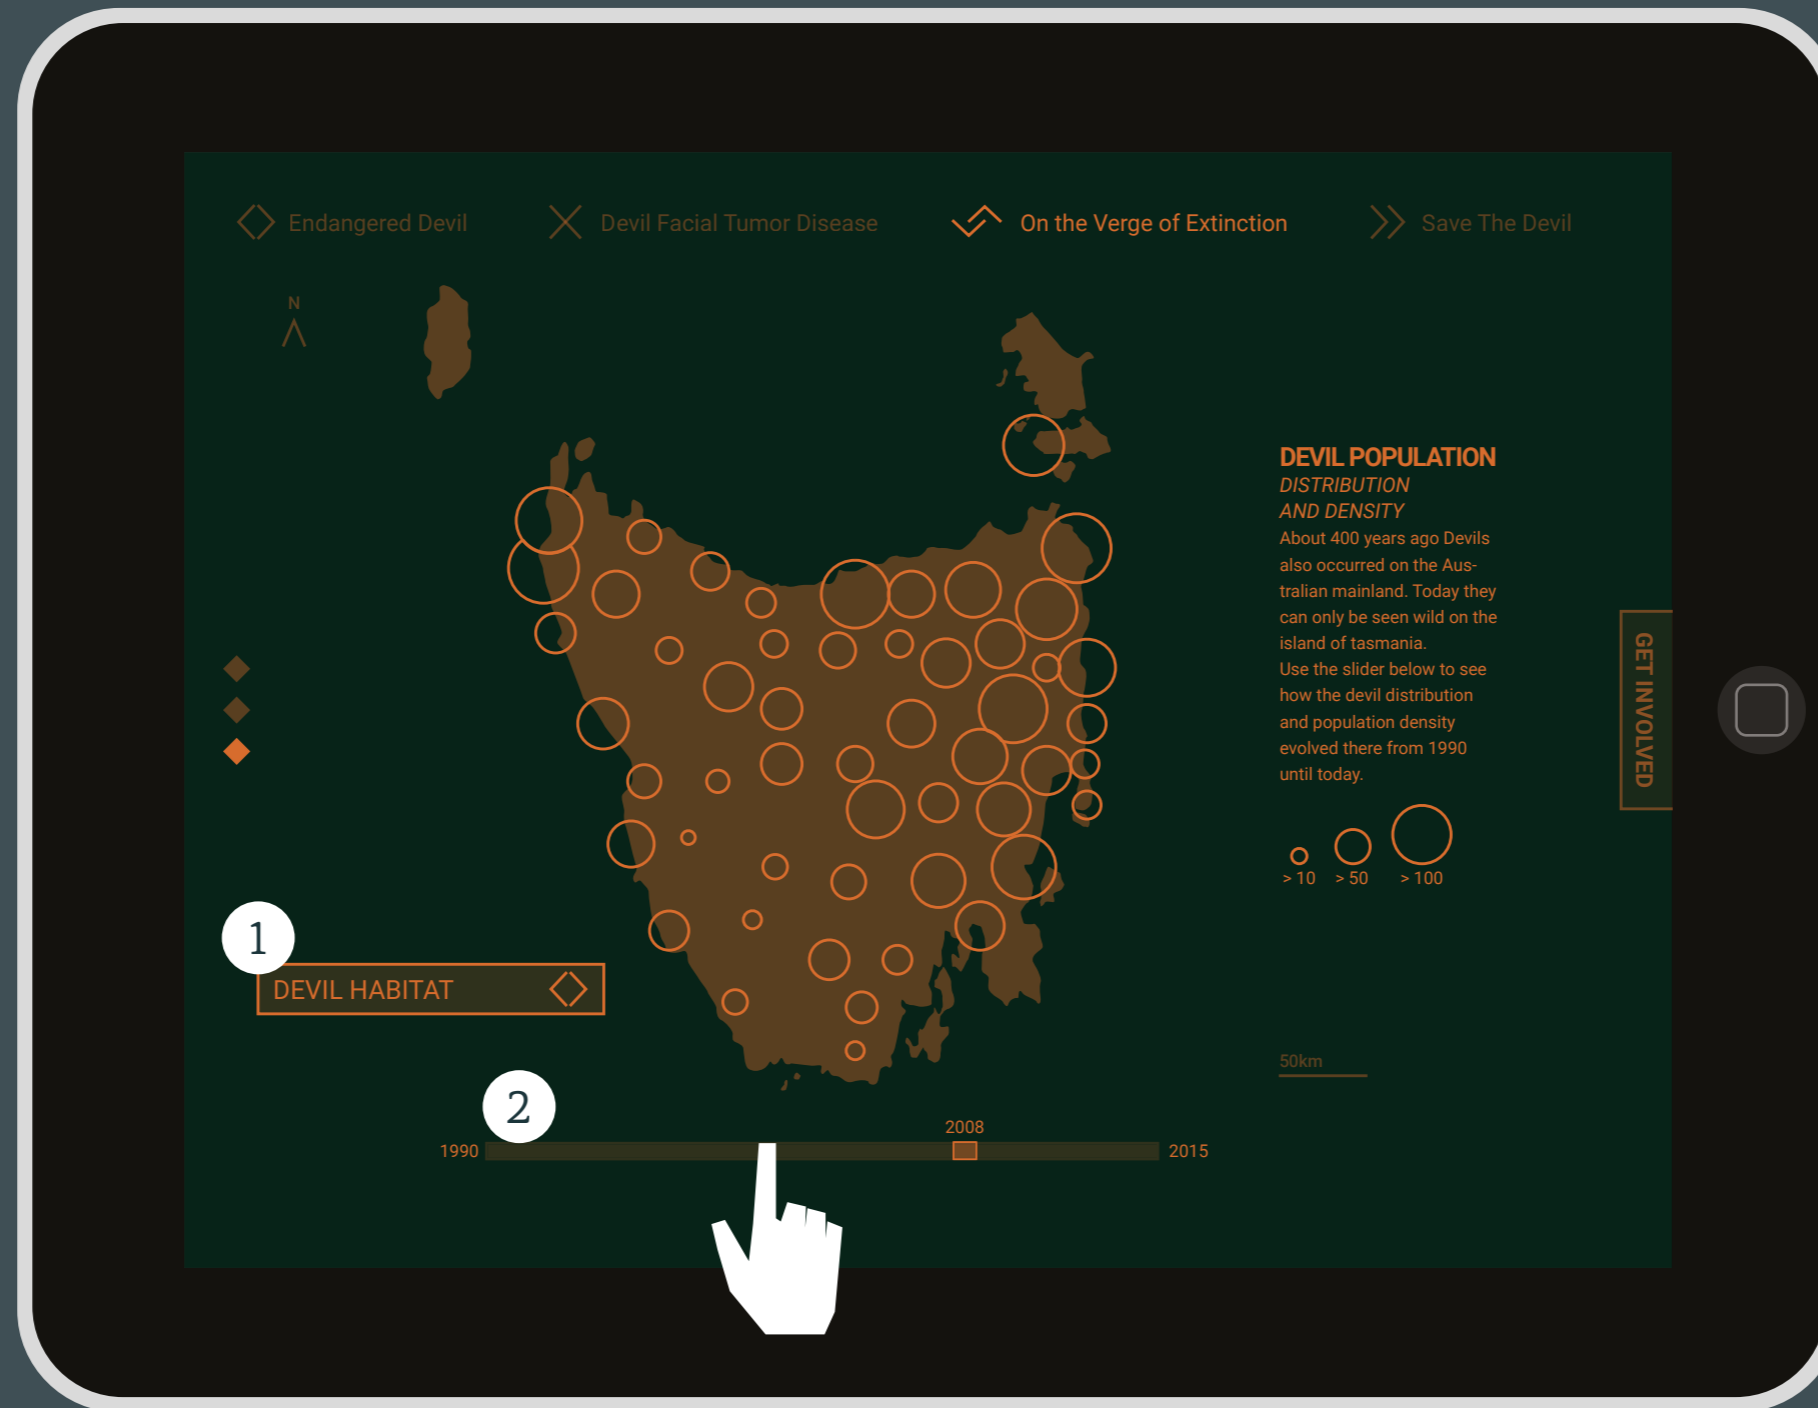 Endangered Devil
Devil Facial Tumor Disease
On the Verge of Extinction
Save The Devil
N
DEVIL POPULATION
DISTRIBUTION
AND DENSITY
About 400 years ago Devils
also occurred on the Aus-
tralian mainland. Today they
can only be seen wild on the
island of tasmania.
Use the slider below to see
how the devil distribution
and population density
evolved there from 1990
until today.
> 10
> 50
> 100
GET INVOLVED
1
DEVIL HABITAT
50km
2
2008
1990
2015